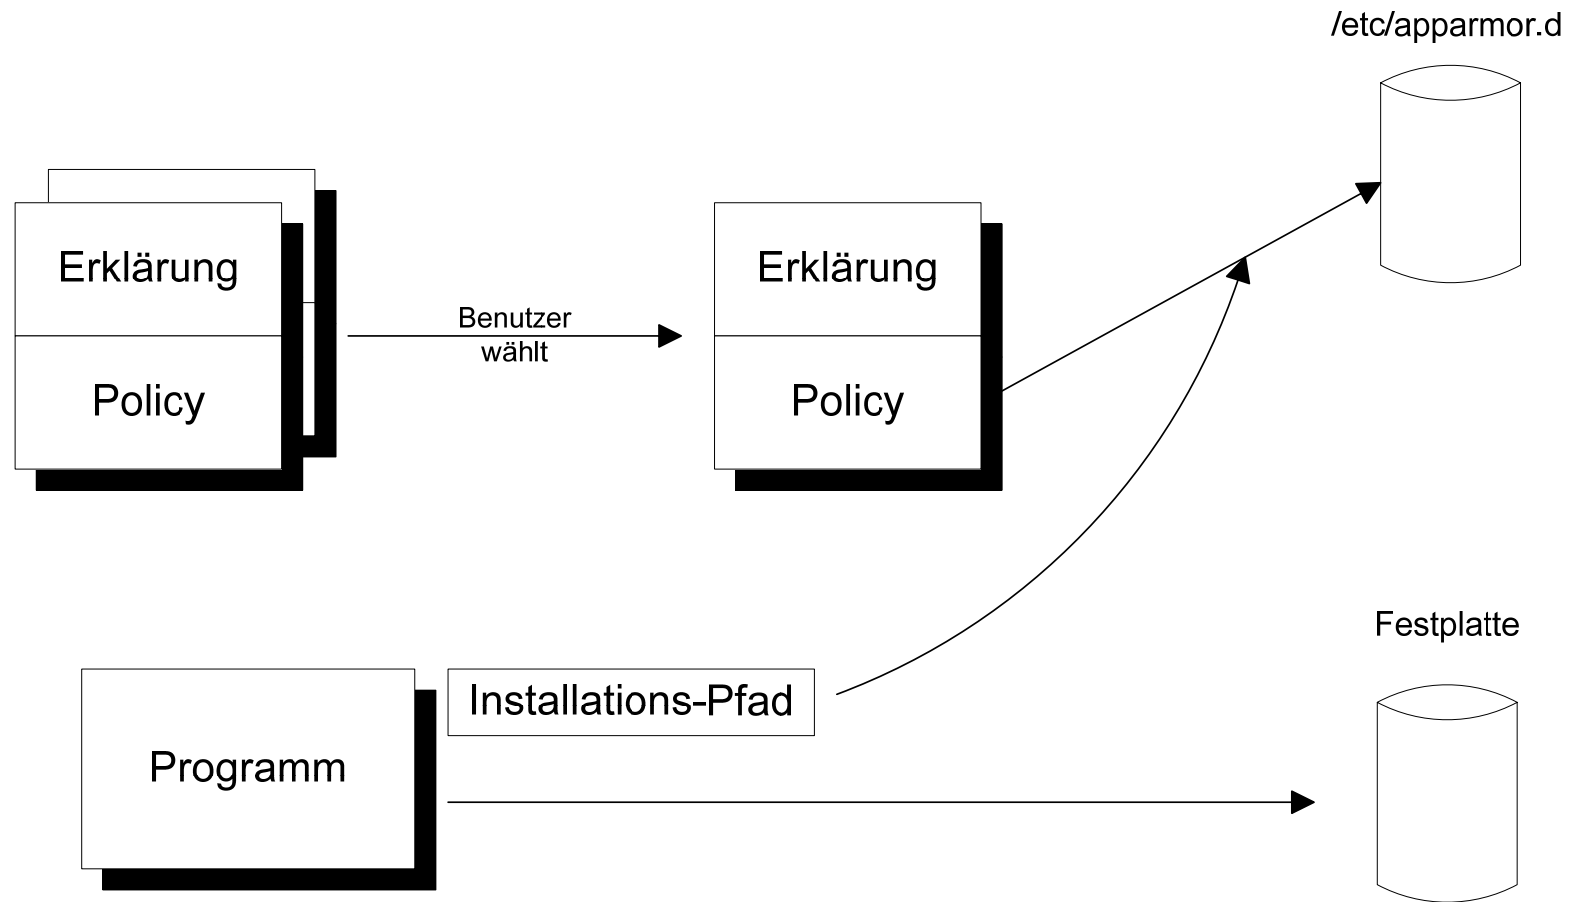 /etc/apparmor.d
Erklärung
Policy
Benutzer
wählt
Erklärung
Policy
Festplatte
Installations-Pfad
Programm